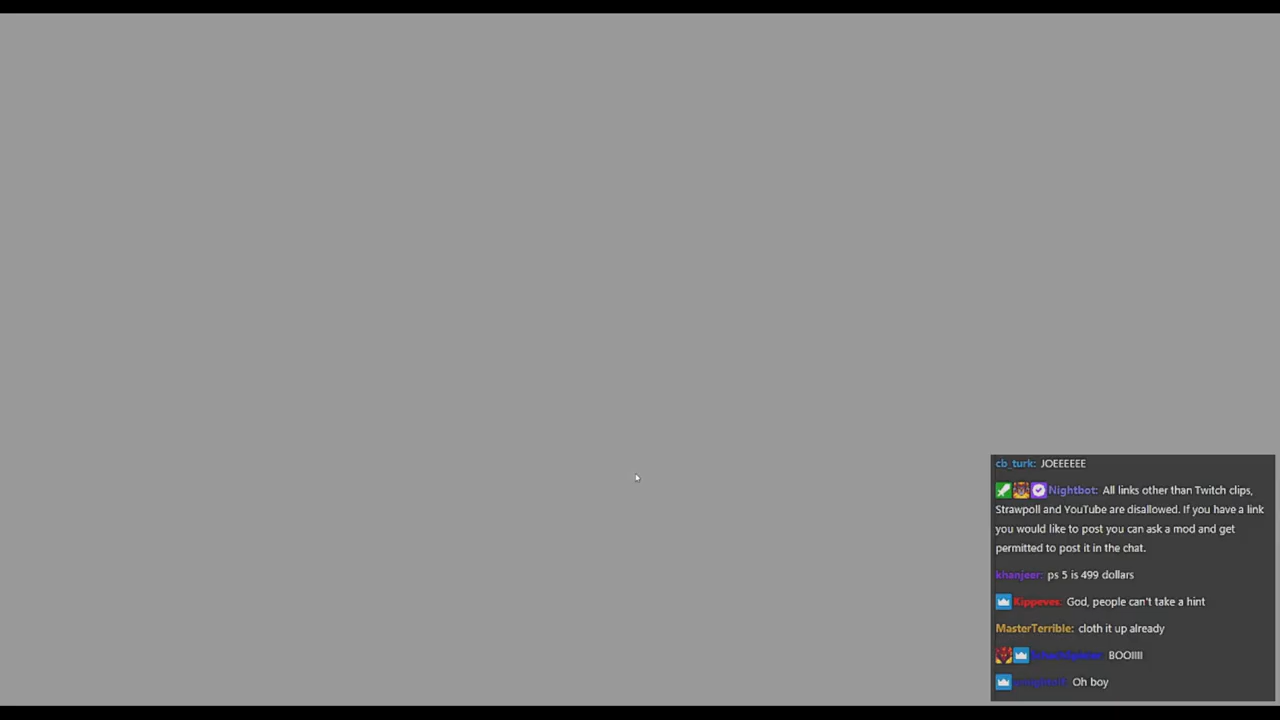 cb_turk: JOEEEEEE
Nightbot: All links other than Twitch clips,
Strawpoll and YouTube are disallowed. If you have a link
you would like to post you can ask a mod and get
permitted to post it in the chat.
khanjeer: ps 5 is 499 dollars
Kippeves: God, people can't take a hint
MasterTerrible: cloth it up already
BOOIIII
Oh boy